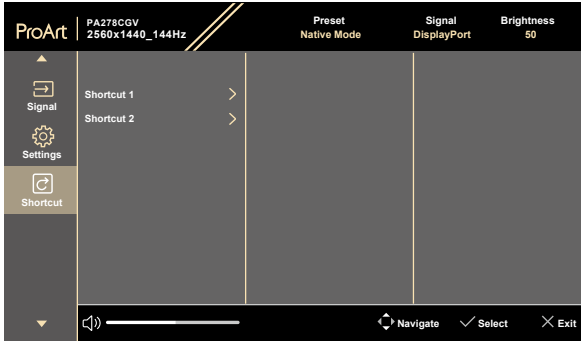 ProArt
PA278CGV
2560x1440_144Hz
Preset
Native Mode
Signal
DisplayPort
Brightness
50
Signal
Settings
Shortcut
Shortcut 1
Shortcut 2
Navigate
Select
Exit